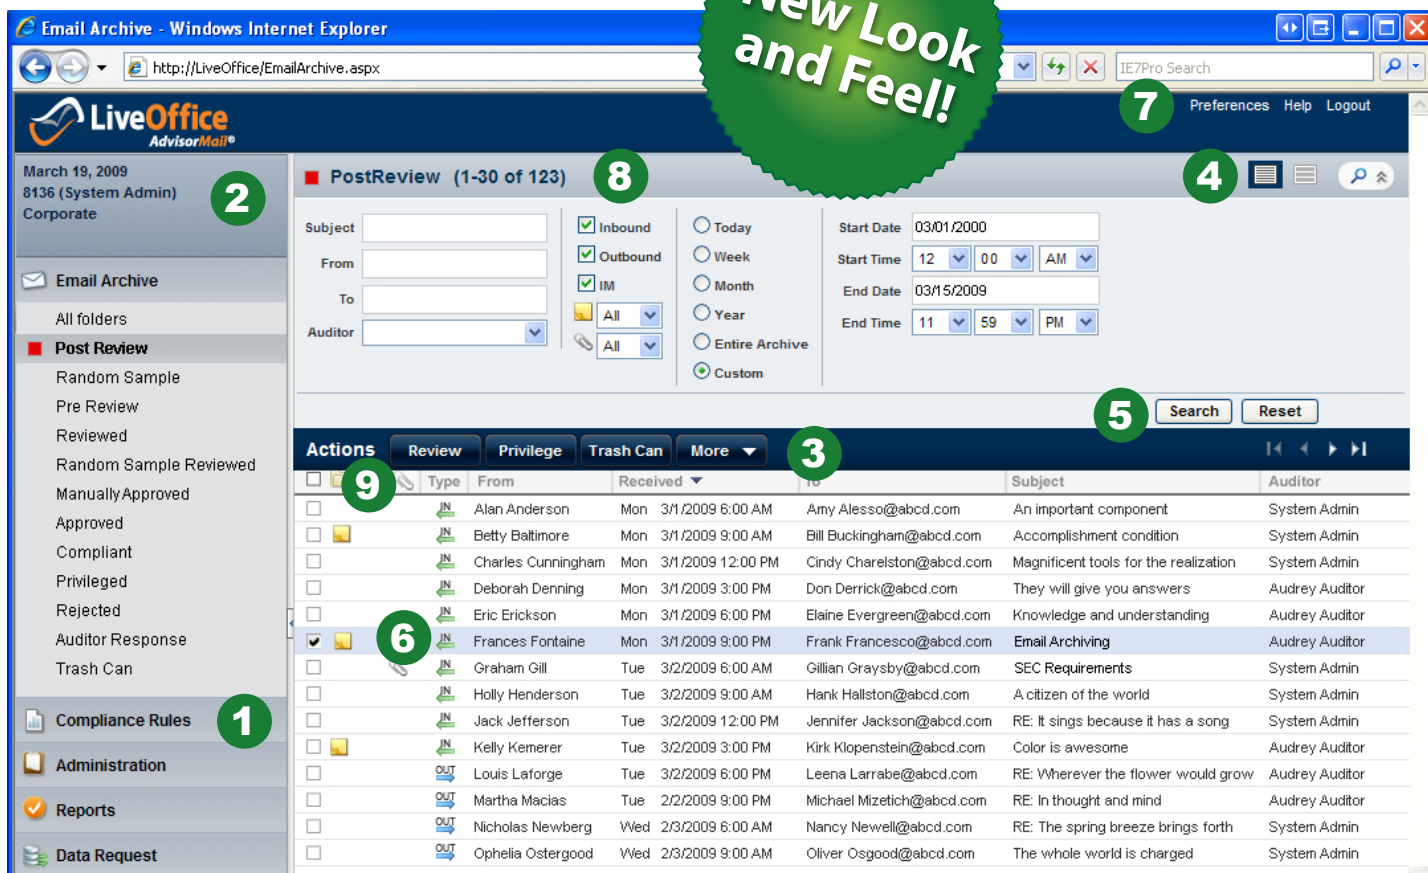 Email Archive - Windows Internet Explorer
New Look
and Feel!
http://LiveOffice/EmailArchive.aspx
IE7Pro Search
LiveOffice
AdvisorMail®
7
Preferences Help Logout
March 19, 2009
8136 (System Admin)
Corporate
2
PostReview (1-30 of 123)
8
4
Subject
From
To
Auditor
Inbound
Outbound
IM
All
All
Today
Week
Month
Year
Entire Archive
Custom
Start Date 03/01/2000
Start Time 12 00 AM
End Date 03/15/2009
End Time 11 59 PM
5
Search Reset
Email Archive
All folders
Post Review
Random Sample
Pre Review
Reviewed
Random Sample Reviewed
Manually Approved
Approved
Compliant
Privileged
Rejected
Auditor Response
Trash Can
Compliance Rules
1
Administration
Reports
Data Request
Actions Review Privilege Trash Can More
3
9
Type From Received To Subject Auditor
IN Alan Anderson Mon 3/1/2009 6:00 AM Amy Alesso@abcd.com An important component System Admin
IN Betty Baltimore Mon 3/1/2009 9:00 AM Bill Buckingham@abcd.com Accomplishment condition System Admin
IN Charles Cunningham Mon 3/1/2009 12:00 PM Cindy Charelston@abcd.com Magnificent tools for the realization System Admin
IN Deborah Denning Mon 3/1/2009 3:00 PM Don Derrick@abcd.com They will give you answers Audrey Auditor
IN Eric Erickson Mon 3/1/2009 6:00 PM Elaine Evergreen@abcd.com Knowledge and understanding Audrey Auditor
6
IN Frances Fontaine Mon 3/1/2009 9:00 PM Frank Francesco@abcd.com Email Archiving Audrey Auditor
IN Graham Gill Tue 3/2/2009 6:00 AM Gillian Graysby@abcd.com SEC Requirements System Admin
IN Holly Henderson Tue 3/2/2009 9:00 AM Hank Hallston@abcd.com A citizen of the world System Admin
IN Jack Jefferson Tue 3/2/2009 12:00 PM Jennifer Jackson@abcd.com RE: It sings because it has a song System Admin
IN Kelly Kemerer Tue 3/2/2009 3:00 PM Kirk Klopenstein@abcd.com Color is awesome Audrey Auditor
OUT Louis Laforge Tue 3/2/2009 6:00 PM Leena Larrabe@abcd.com RE: Wherever the flower would grow Audrey Auditor
OUT Martha Macias Tue 2/2/2009 9:00 PM Michael Mizetich@abcd.com RE: In thought and mind Audrey Auditor
OUT Nicholas Newberg Wed 2/3/2009 6:00 AM Nancy Newell@abcd.com RE: The spring breeze brings forth System Admin
OUT Ophelia Ostergood Wed 2/3/2009 9:00 AM Oliver Osgood@abcd.com The whole world is charged System Admin